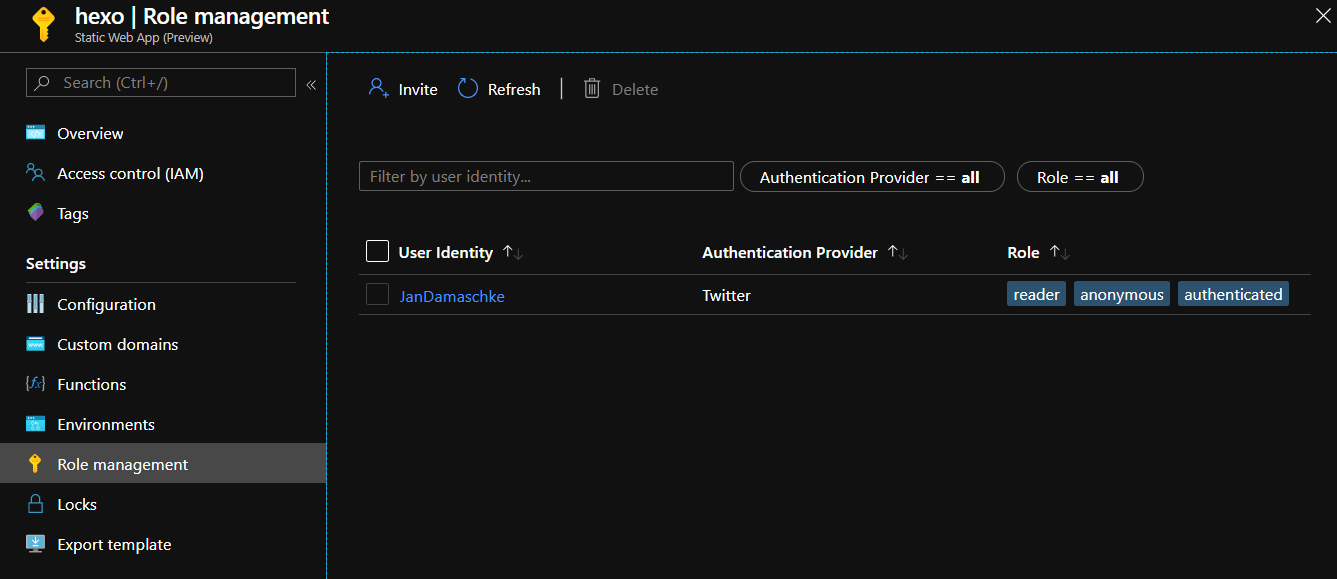 hexo | Role management
Static Web App (Preview)
Search (Ctrl+/)
Overview
Access control (IAM)
Tags
Settings
Configuration
Custom domains
Functions
Environments
Role management
Locks
Export template
Invite Refresh | Delete
Filter by user identity... Authentication Provider == all Role == all
User Identity Authentication Provider Role
JanDamaschke Twitter reader anonymous authenticated